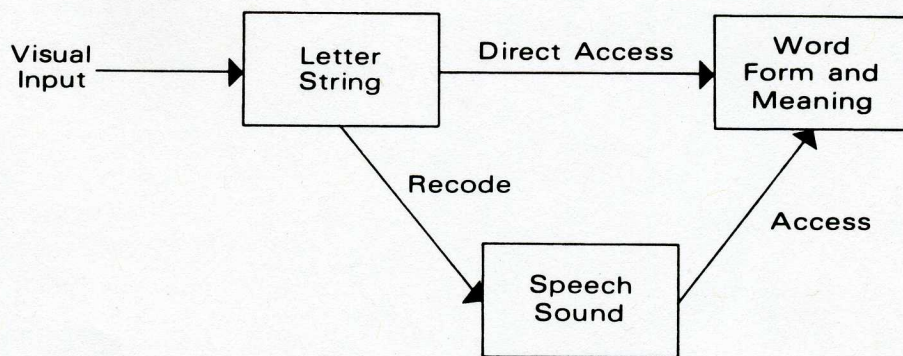 Visual
Input
Letter
String
Direct Access
Word
Form and
Meaning
Recode
Access
Speech
Sound